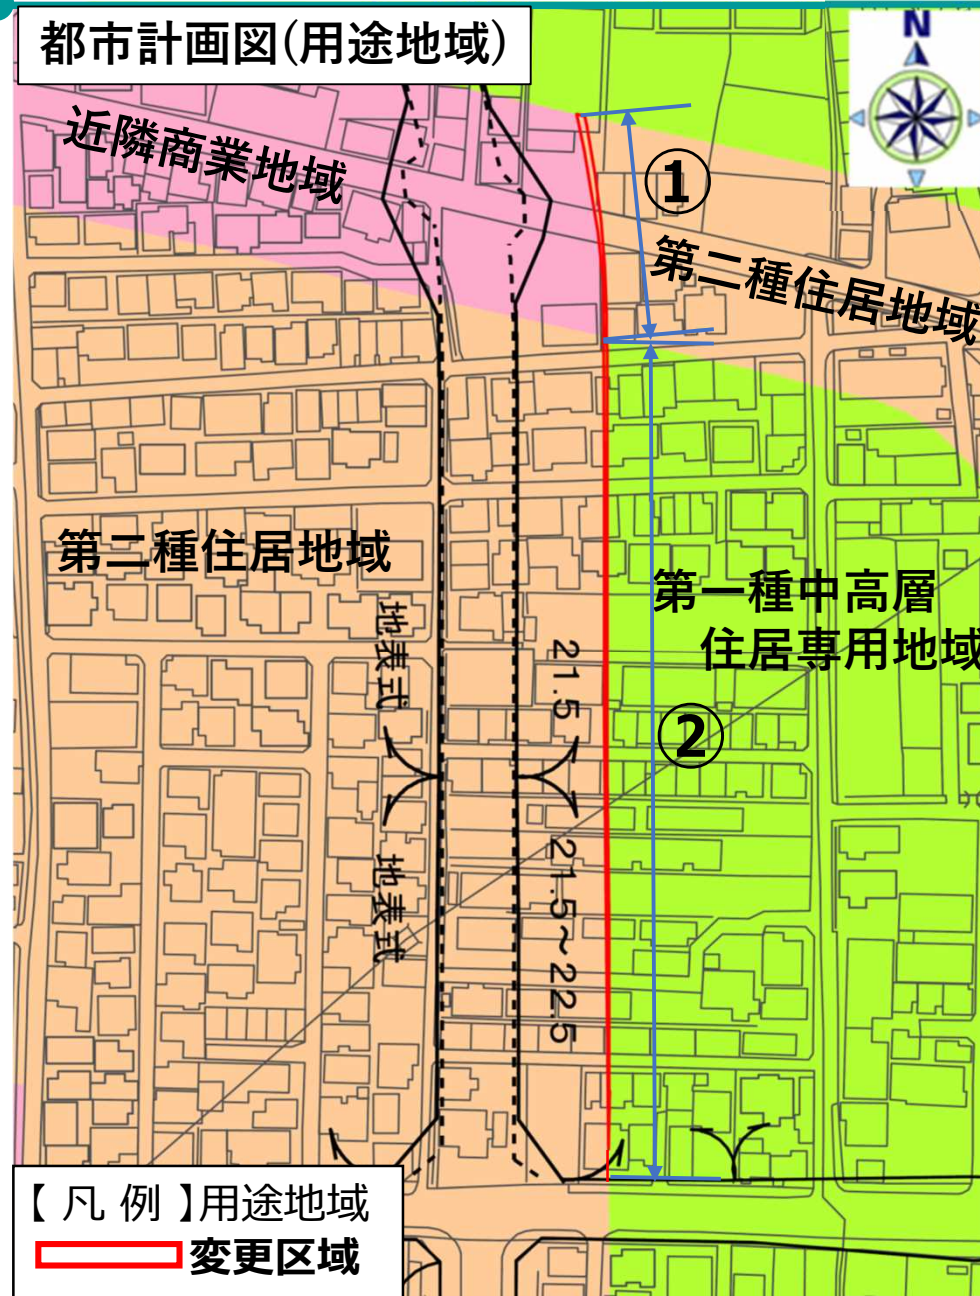 都市計画図(用途地域)
N
近隣商業地域
①
第二種住居地域
第二種住居地域
第一種中高層
住居専用地域
地表式
21.5
②
地表式
21.5~22.5
【 凡 例 】用途地域
変更区域